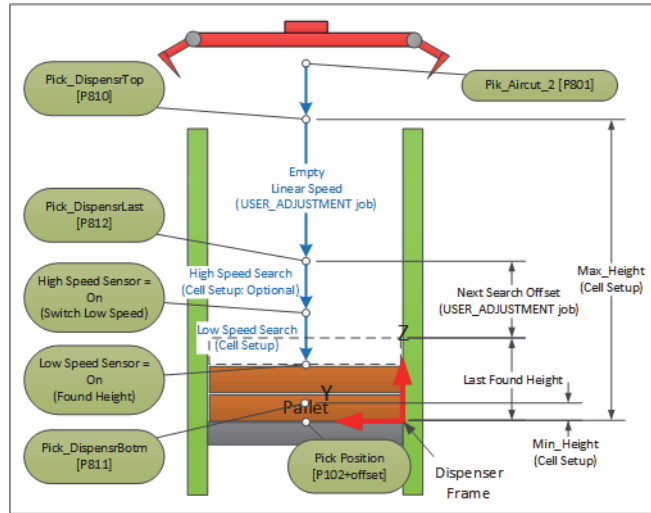 Pick_DispensrTop
[P810]
Pik_Aircut_2 [P801]
Empty
Linear Speed
(USER_ADJUSTMENT job)
Pick_DispensrLast
[P812]
High Speed Search
(Cell Setup: Optional)
High Speed Sensor =
On
(Switch Low Speed)
Low Speed Search
(Cell Setup)
Low Speed Sensor =
On
(Found Height)
Pick_DispensrBotm
[P811]
Z
Y
Pallet
Pick Position
[P102+offset]
Dispenser
Frame
Max_Height
(Cell Setup)
Next Search Offset
(USER_ADJUSTMENT job)
Last Found Height
Min_Height
(Cell Setup)